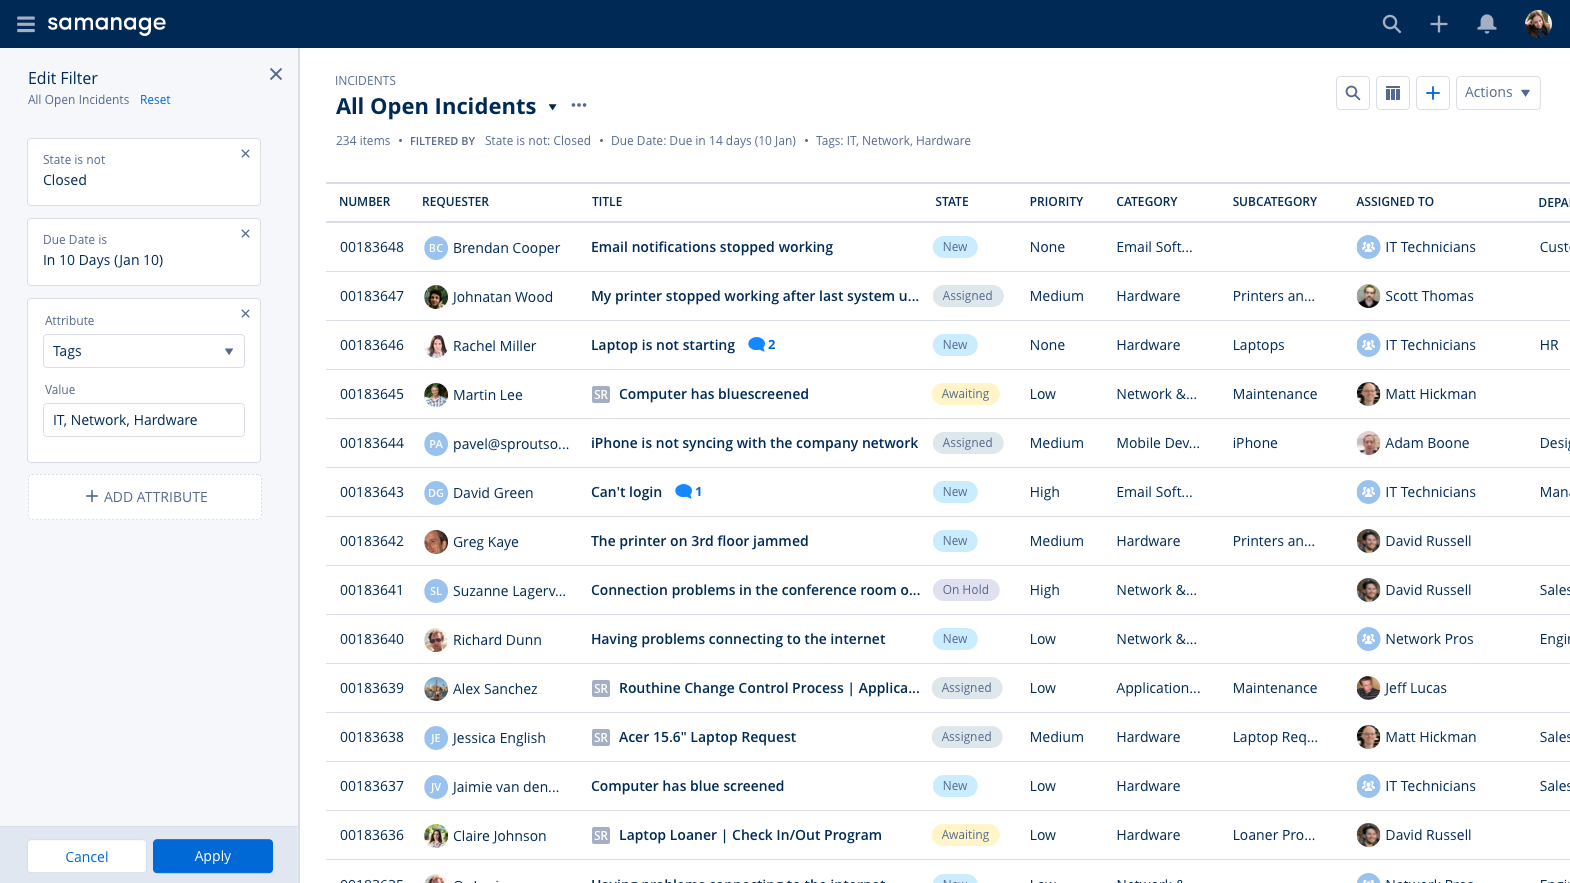 samanage
Edit Filter
All Open Incidents Reset
State is not
Closed
Due Date is
In 10 Days (Jan 10)
Attribute
Tags
Value
IT, Network, Hardware
+ ADD ATTRIBUTE
Cancel Apply
INCIDENTS
All Open Incidents
Actions
234 items • FILTERED BY State is not: Closed • Due Date: Due in 14 days (10 Jan) • Tags: IT, Network, Hardware
NUMBER REQUESTER TITLE STATE PRIORITY CATEGORY SUBCATEGORY ASSIGNED TO DEPA
00183648 BC Brendan Cooper Email notifications stopped working New None Email Soft... IT Technicians Cust
00183647 Johnatan Wood My printer stopped working after last system u... Assigned Medium Hardware Printers an... Scott Thomas
00183646 Rachel Miller Laptop is not starting 2 New None Hardware Laptops IT Technicians HR
00183645 Martin Lee SR Computer has bluescreened Awaiting Low Network &... Maintenance Matt Hickman
00183644 PA pavel@sproutso... iPhone is not syncing with the company network Assigned Medium Mobile Dev... iPhone Adam Boone Desig
00183643 DG David Green Can't login 1 New High Email Soft... IT Technicians Man
00183642 Greg Kaye The printer on 3rd floor jammed New Medium Hardware Printers an... David Russell
00183641 SL Suzanne Lagerv... Connection problems in the conference room o... On Hold High Network &... David Russell Sales
00183640 Richard Dunn Having problems connecting to the internet New Low Network &... Network Pros Engi
00183639 Alex Sanchez SR Routhine Change Control Process | Applica... Assigned Low Application... Maintenance Jeff Lucas
00183638 JE Jessica English SR Acer 15.6" Laptop Request Assigned Medium Hardware Laptop Req... Matt Hickman Sales
00183637 JV Jaimie van den... Computer has blue screened New Low Hardware IT Technicians Sales
00183636 Claire Johnson SR Laptop Loaner | Check In/Out Program Awaiting Low Hardware Loaner Pro... David Russell
00183635 Having problems connecting to the internet New Low Network &... Network Pros Engi